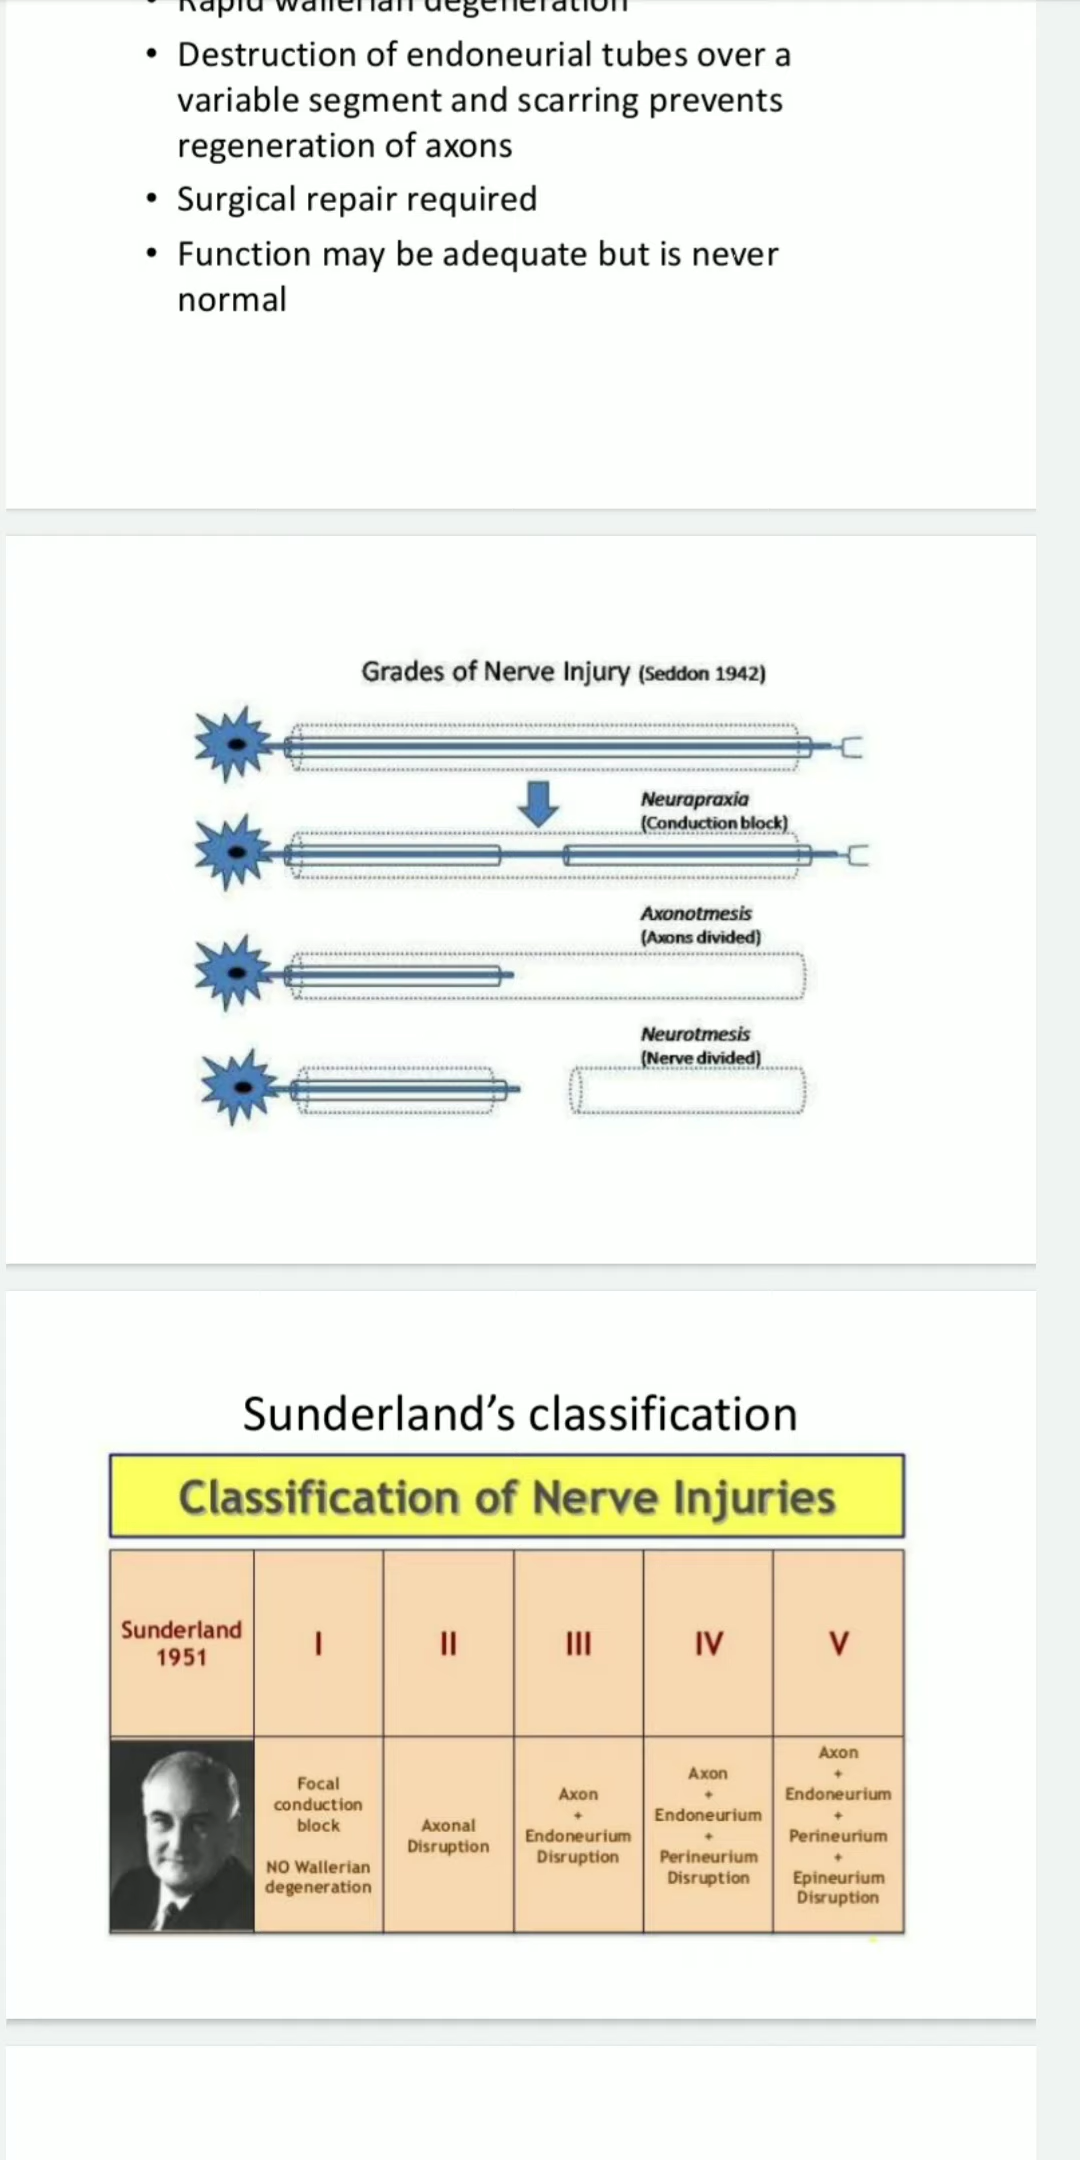 • Rapid wallerian degeneration
• Destruction of endoneurial tubes over a
variable segment and scarring prevents
regeneration of axons
• Surgical repair required
• Function may be adequate but is never
normal
Grades of Nerve Injury (Seddon 1942)
Neurapraxia
(Conduction block)
Axonotmesis
(Axons divided)
Neurotmesis
(Nerve divided)
Sunderland’s classification
Classification of Nerve Injuries
Sunderland
1951
I
II
III
IV
V
Focal
conduction
block
NO Wallerian
degeneration
Axonal
Disruption
Axon
+
Endoneurium
Disruption
Axon
+
Endoneurium
+
Perineurium
Disruption
Axon
+
Endoneurium
+
Perineurium
+
Epineurium
Disruption